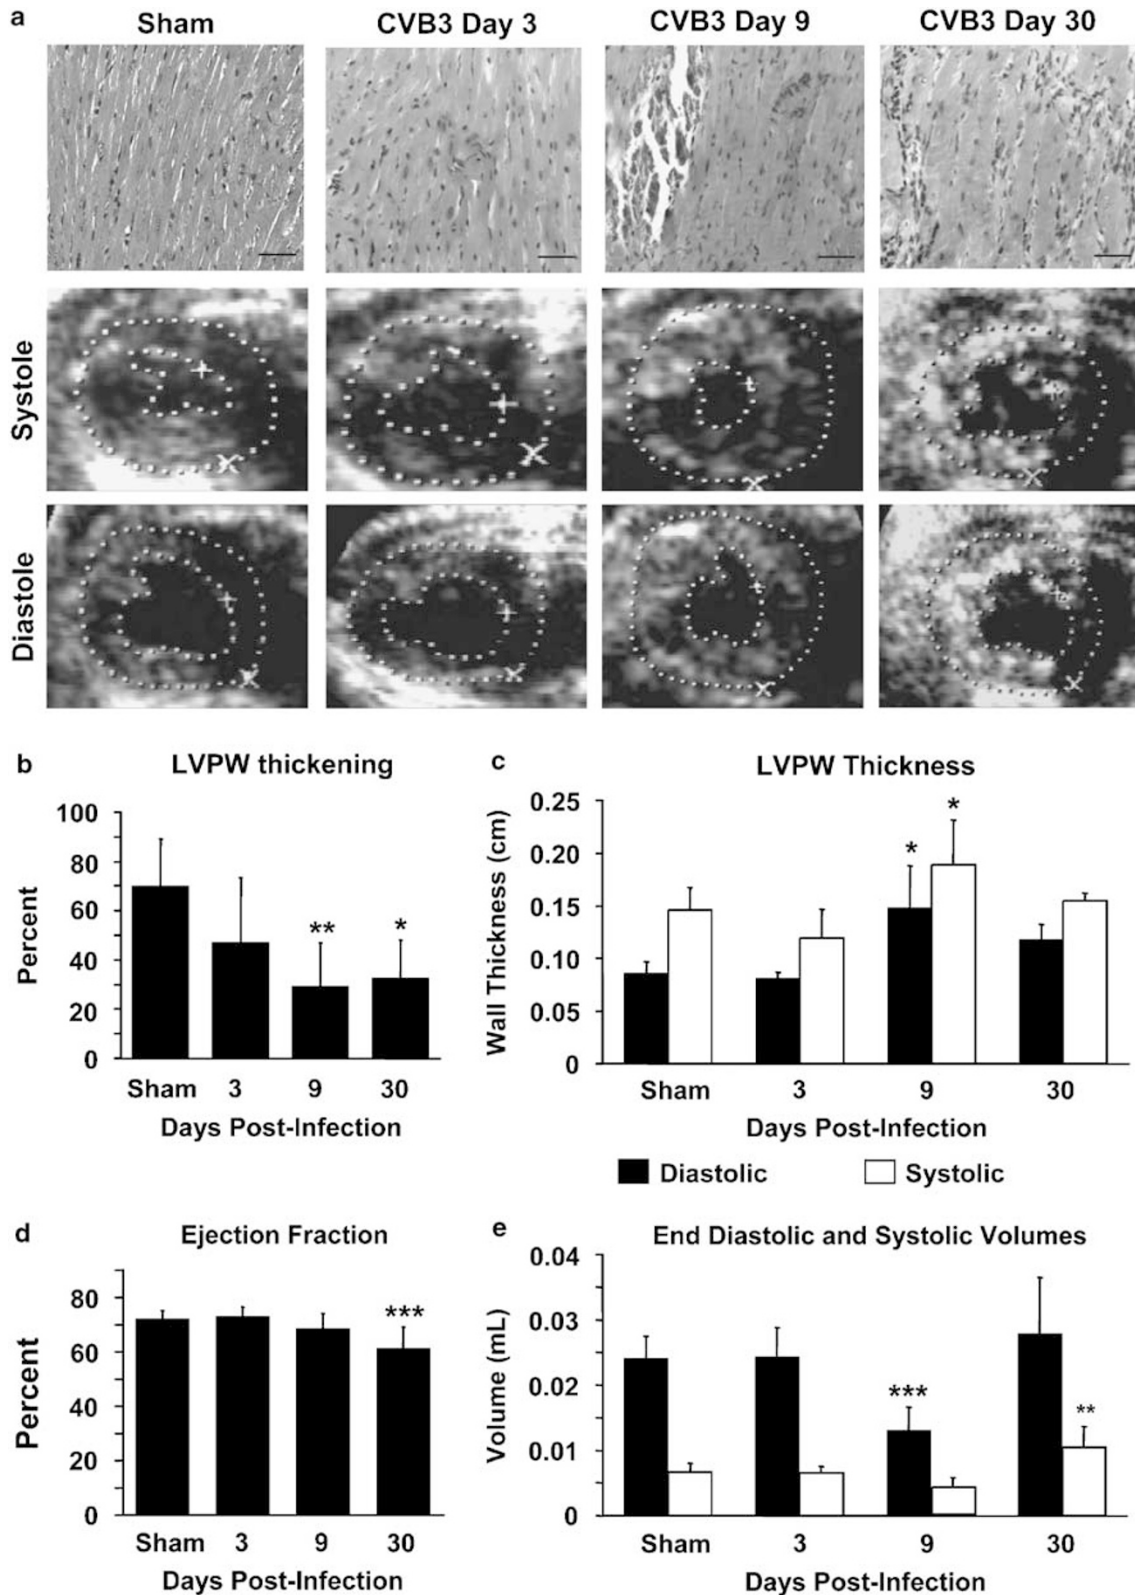 a
Sham CVB3 Day 3 CVB3 Day 9 CVB3 Day 30
Systole
Diastole
b LVPW thickening
100
80
60
40
20
0
Percent
**
*
Sham 3 9 30
Days Post-Infection
c LVPW Thickness
0.25
0.20
0.15
0.10
0.05
0
Wall Thickness (cm)
*
*
Sham 3 9 30
Days Post-Infection
Diastolic Systolic
d Ejection Fraction
80
60
40
20
0
Percent
***
Sham 3 9 30
Days Post-Infection
e End Diastolic and Systolic Volumes
0.04
0.03
0.02
0.01
0
Volume (mL)
***
**
Sham 3 9 30
Days Post-Infection